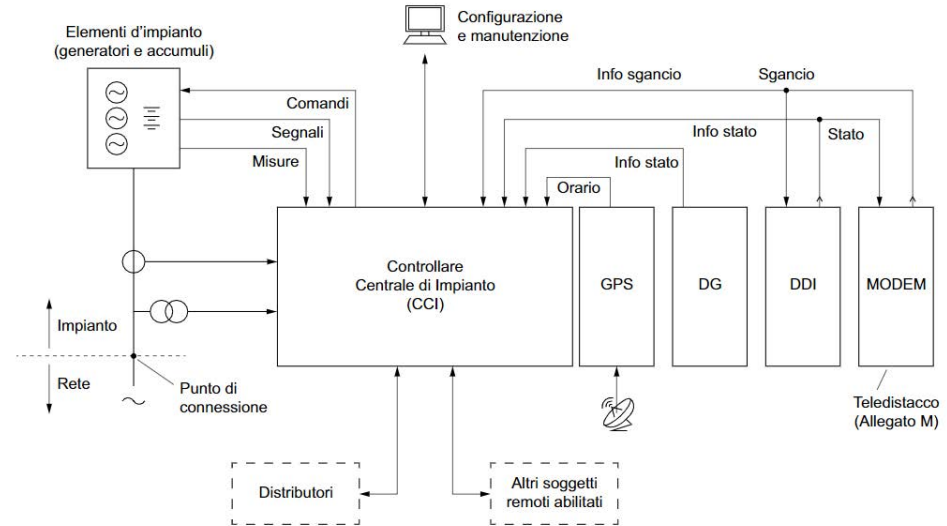 Elementi d'impianto
(generatori e accumuli)
Configurazione
e manutenzione
Comandi
Segnali
Misure
Info sgancio
Sgancio
Info stato
Stato
Info stato
Orario
Controllare
Centrale di Impianto
(CCI)
GPS
DG
DDI
MODEM
Impianto
Rete
Punto di
connessione
Teledistacco
(Allegato M)
Distributori
Altri soggetti
remoti abilitati